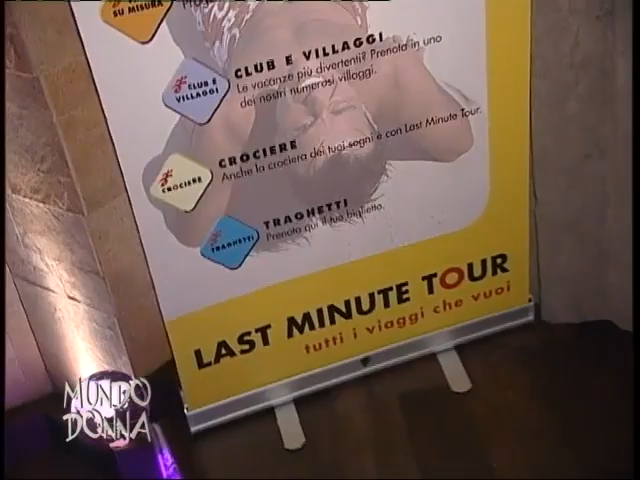 SU MISURA
CLUB E VILLAGGI
Le vacanze più divertenti? Prenota in uno
dei nostri numerosi villaggi.
CLUB E
VILLAGGI
CROCIERE
Anche la crociera dei tuoi sogni è con Last Minute Tour.
CROCIERE
TRAGHETTI
Prenota qui il tuo biglietto.
TRAGHETTI
LAST MINUTE TOUR
tutti i viaggi che vuoi
MUNDO
DONNA